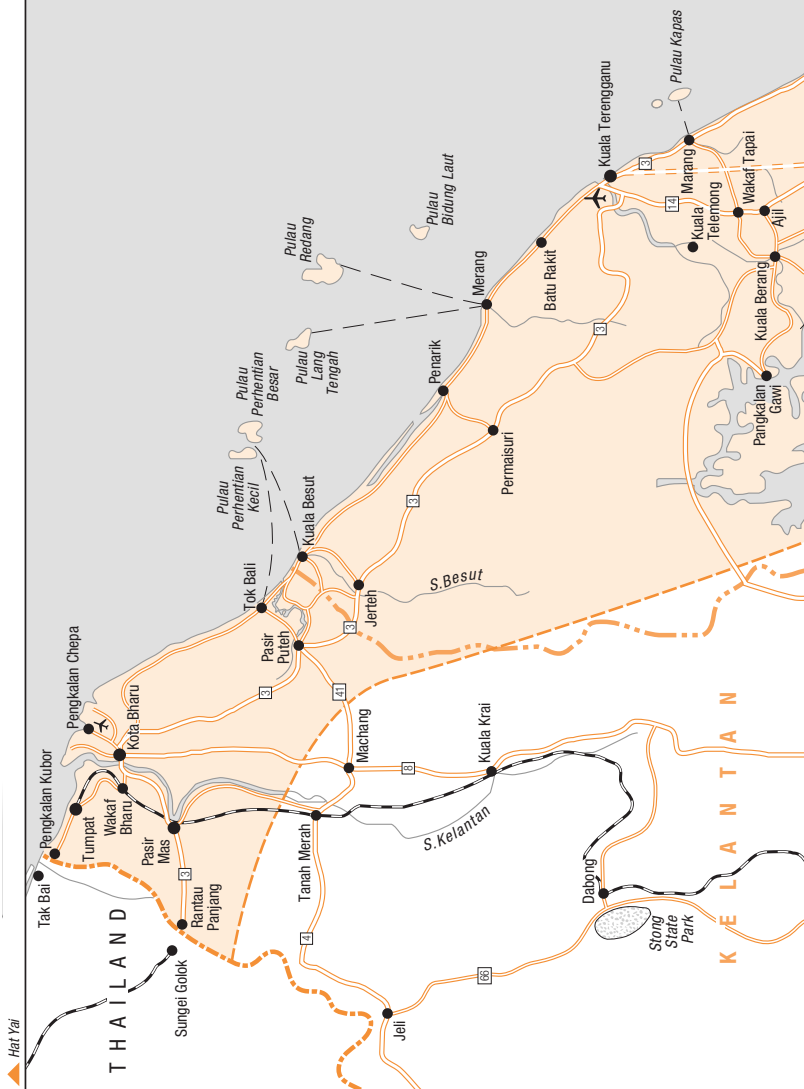 Hat Yai
Tak Bai
THAILAND
Sungei Golok
Pengkalan Kubor
Tumpat
Wakaf
Bharu
Pasir
Mas
3
Rantau
Panjang
Pengkalan Chepa
Kota Bharu
3
Tok Bali
Pasir
Puteh
41
Machang
8
Kuala Krai
S.Kelantan
Tanah Merah
4
Jeli
66
Dabong
Stong
State
Park
KELANTAN
Pulau
Perhentian
Kecil
Pulau
Perhentian
Besar
Kuala Besut
3
Jerteh
S.Besut
3
Pulau
Lang
Tengah
Pulau
Redang
Pulau
Bidung Laut
Penarik
Permaisuri
Merang
Batu Rakit
3
Kuala Terengganu
3
14
Pulau Kapas
Marang
Kuala
Telemong
Wakaf Tapai
Ajil
Kuala Berang
Pangkalan
Gawi